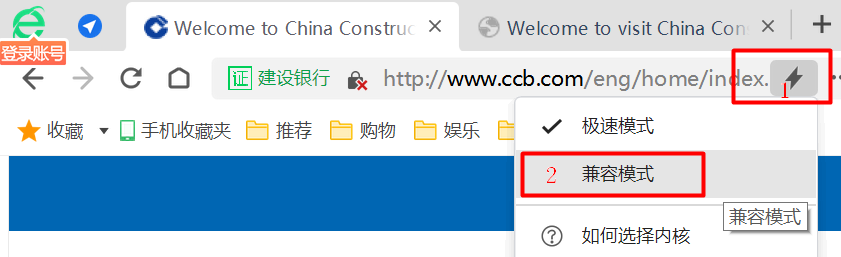 Welcome to China Construc
Welcome to visit China Cons
登录账号
证 建设银行
http://www.ccb.com/eng/home/index.
1
收藏
手机收藏夹
推荐
购物
娱乐
极速模式
2 兼容模式
兼容模式
如何选择内核